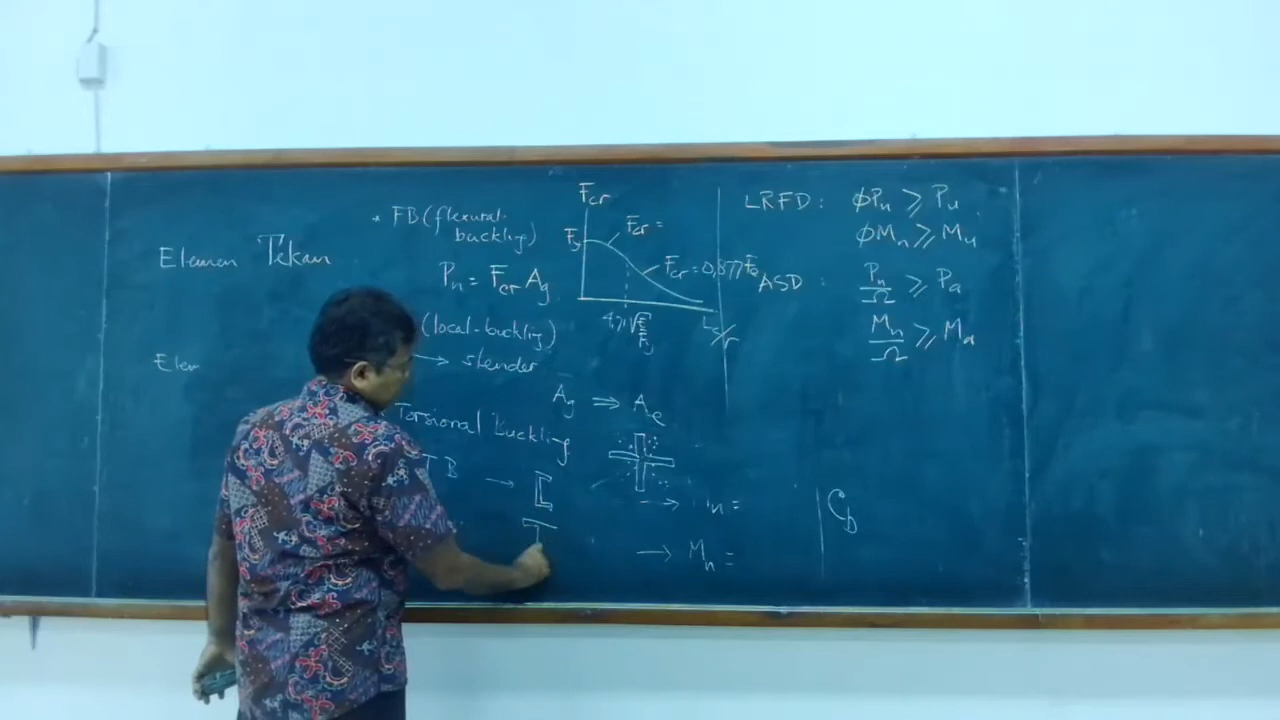 Elemen Tekan
Elem
* FB (flexural-
buckling)
Pn = Fcr Ag
(local-buckling)
→ slender
Ag ⇒ Ae
Torsional Buckling
TB →
→ Mn =
Fcr
Fy
Fcr =
Fcr = 0,877Fe
4,71√E/Fy
L/r
LRFD : ϕPn ⩾ Pu
ϕMn ⩾ Mu
ASD : Pn/Ω ⩾ Pa
Mn/Ω ⩾ Ma
Cb